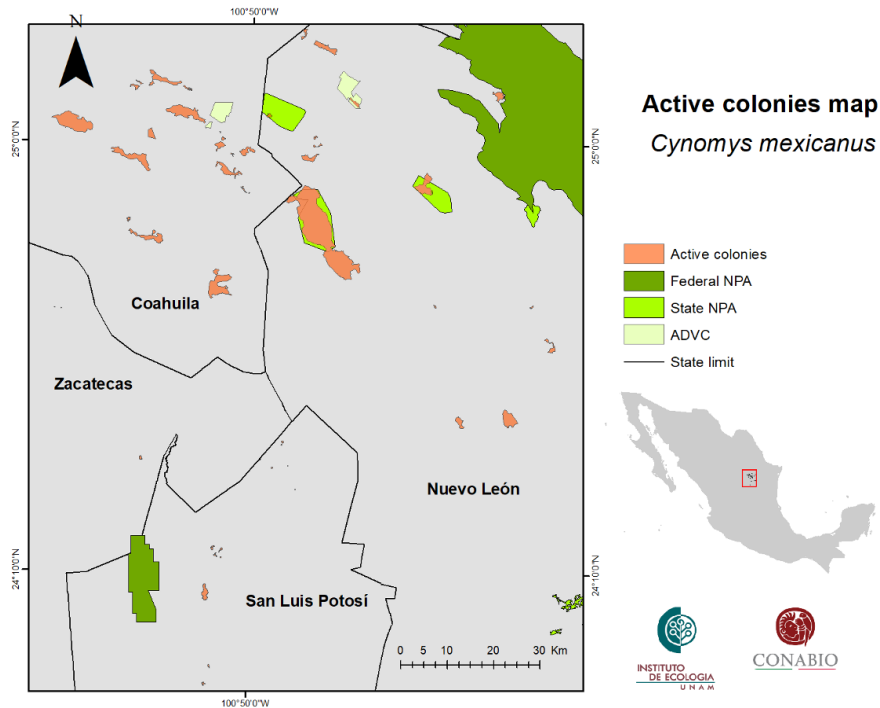 100°50'0"W
N
Active colonies map
Cynomys mexicanus
25°0'0"N
25°0'0"N
Active colonies
Federal NPA
State NPA
ADVC
State limit
Coahuila
Zacatecas
Nuevo León
24°10'0"N
24°10'0"N
San Luis Potosí
0 5 10 20 30 Km
100°50'0"W
INSTITUTO
DE ECOLOGIA
UNAM
CONABIO